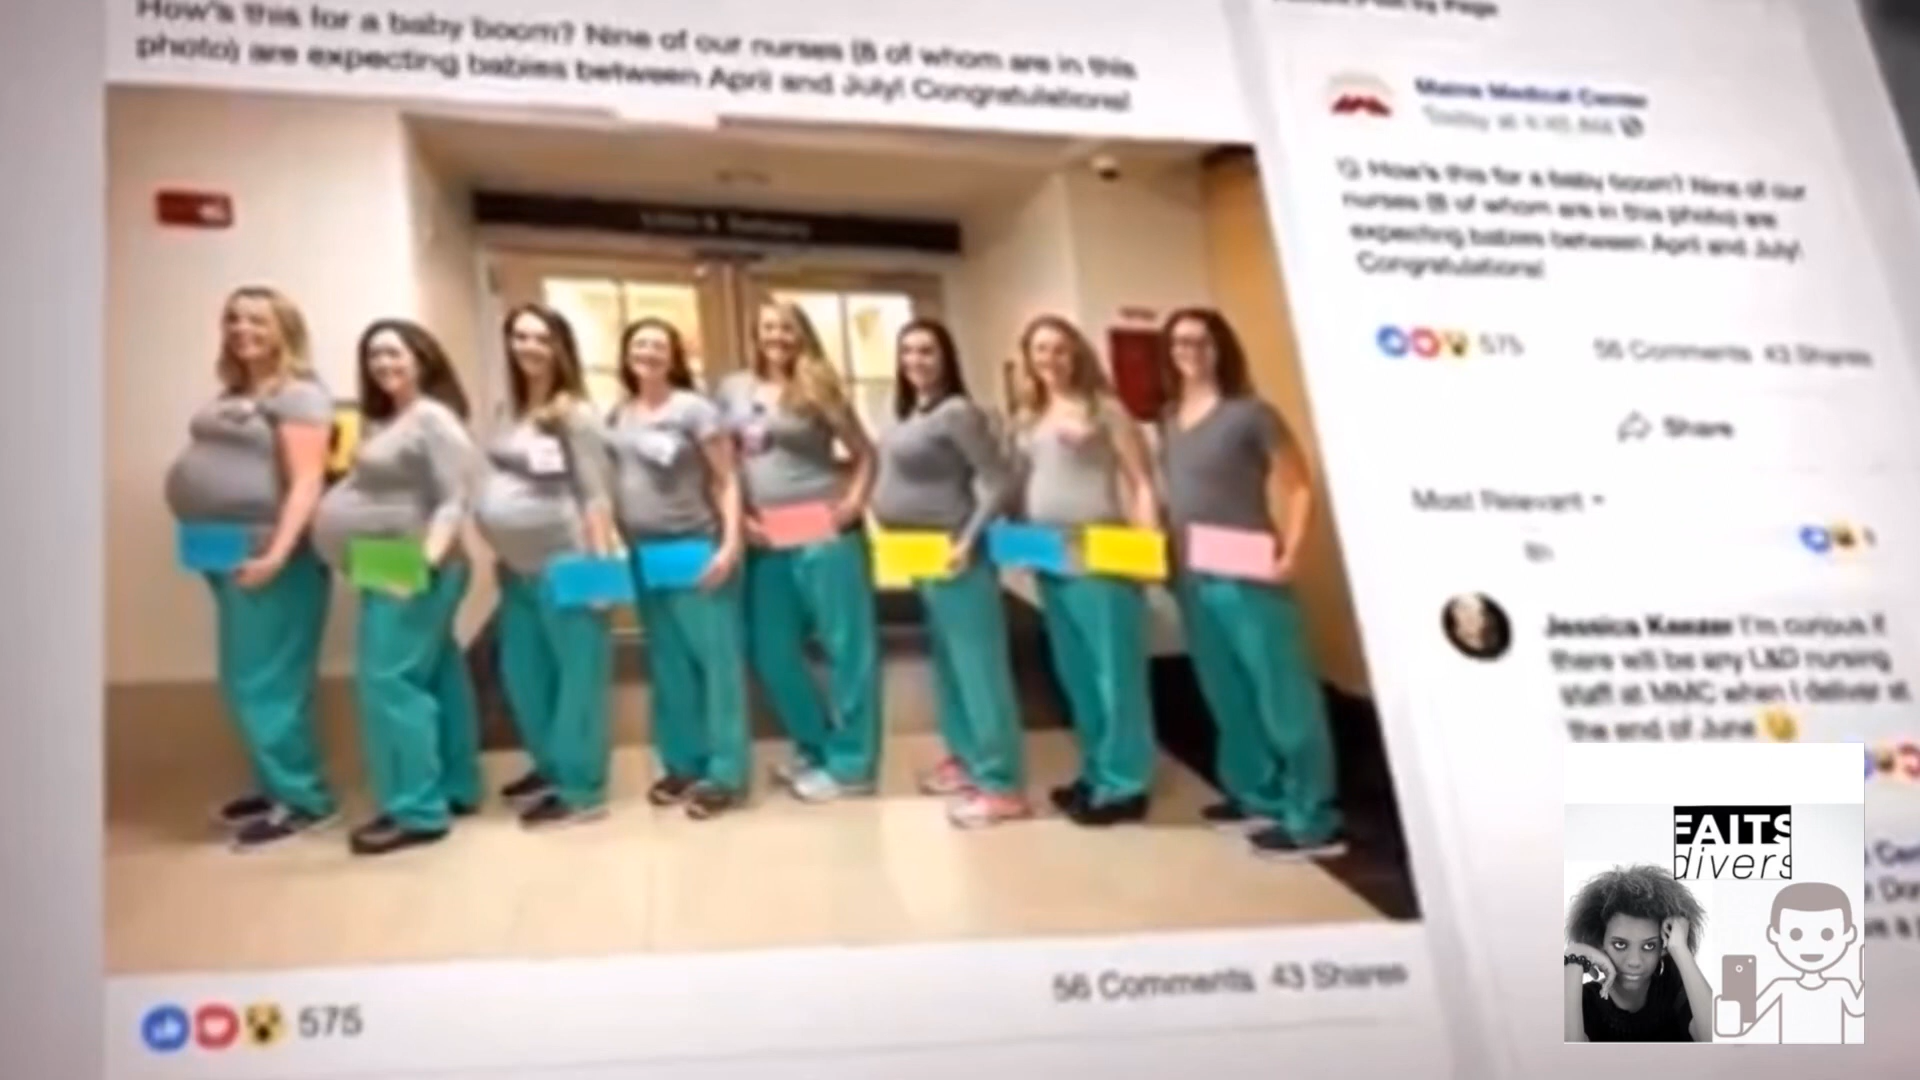 How's this for a baby boom? Nine of our nurses (8 of whom are in this
photo) are expecting babies between April and July! Congratulations!
575
56 Comments 43 Shares
Maine Medical Center
How's this for a baby boom? Nine of our
nurses (8 of whom are in this photo) are
expecting babies between April and July!
Congratulations!
575
56 Comments 43 Shares
Share
Most Relevant
Jessica I'm curious if
there will be any L&D nursing
staff at MMC when I deliver at
the end of June
FAITS
divers